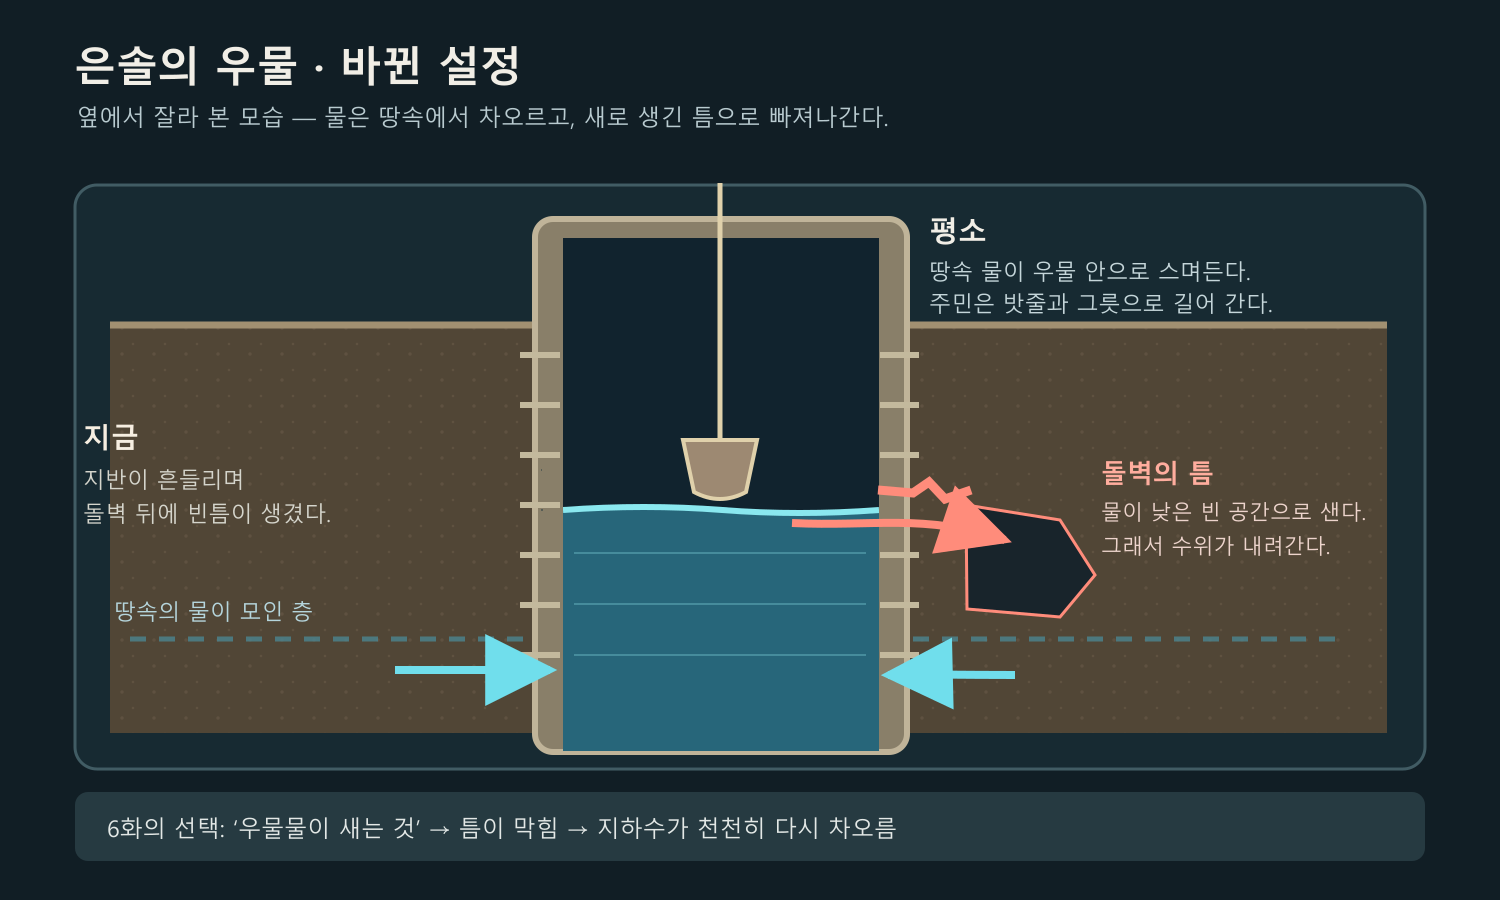 은솔의 우물 · 바뀐 설정
옆에서 잘라 본 모습 — 물은 땅속에서 차오르고, 새로 생긴 틈으로 빠져나간다.
평소
땅속 물이 우물 안으로 스며든다.
주민은 밧줄과 그릇으로 길어 간다.
지금
지반이 흔들리며
돌벽 뒤에 빈틈이 생겼다.
돌벽의 틈
물이 낮은 빈 공간으로 샌다.
그래서 수위가 내려간다.
땅속의 물이 모인 층
6화의 선택: ‘우물물이 새는 것’ → 틈이 막힘 → 지하수가 천천히 다시 차오름